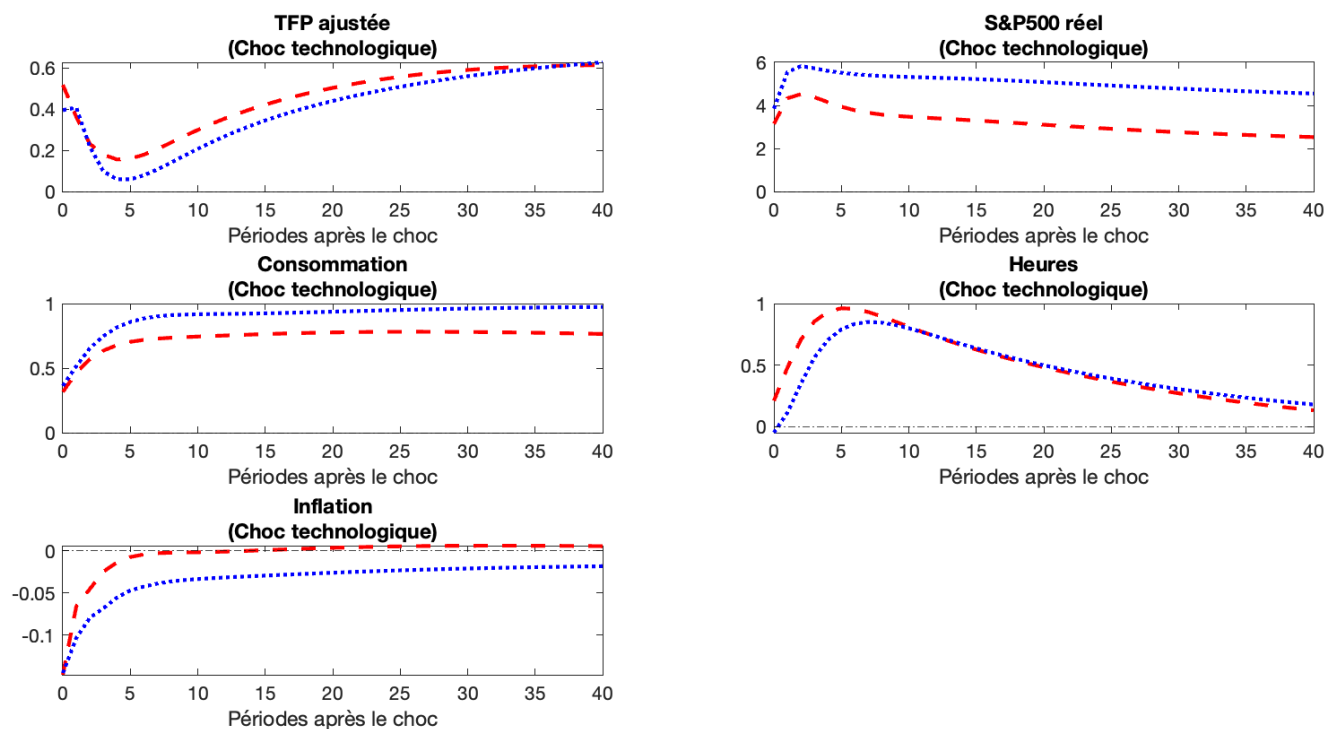 TFP ajustée
(Choc technologique)
0.6
0.4
0.2
0
0 5 10 15 20 25 30 35 40
Périodes après le choc
S&P500 réel
(Choc technologique)
6
4
2
0
0 5 10 15 20 25 30 35 40
Périodes après le choc
Consommation
(Choc technologique)
1
0.5
0
0 5 10 15 20 25 30 35 40
Périodes après le choc
Heures
(Choc technologique)
1
0.5
0
0 5 10 15 20 25 30 35 40
Périodes après le choc
Inflation
(Choc technologique)
0
-0.05
-0.1
0 5 10 15 20 25 30 35 40
Périodes après le choc